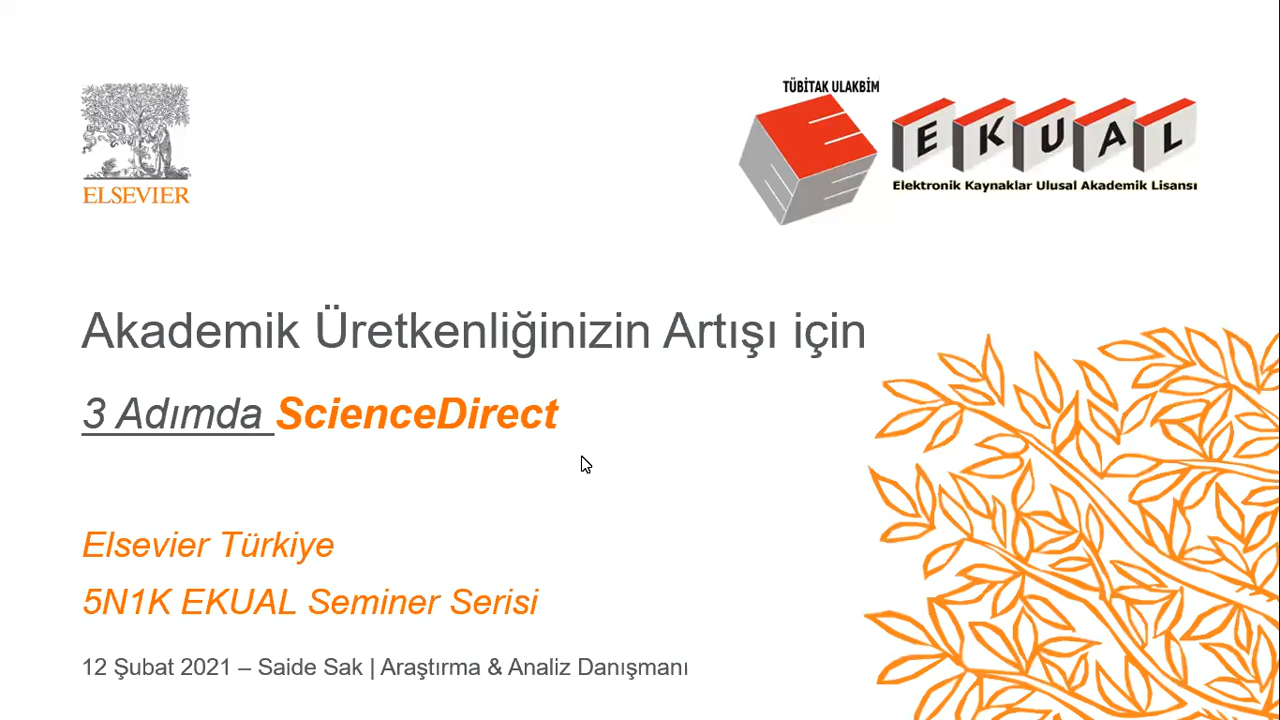 ELSEVIER
TÜBİTAK ULAKBİM
EKUAL
Elektronik Kaynaklar Ulusal Akademik Lisansı
Akademik Üretkenliğinizin Artışı için
3 Adımda ScienceDirect
Elsevier Türkiye
5N1K EKUAL Seminer Serisi
12 Şubat 2021 – Saide Sak | Araştırma & Analiz Danışmanı